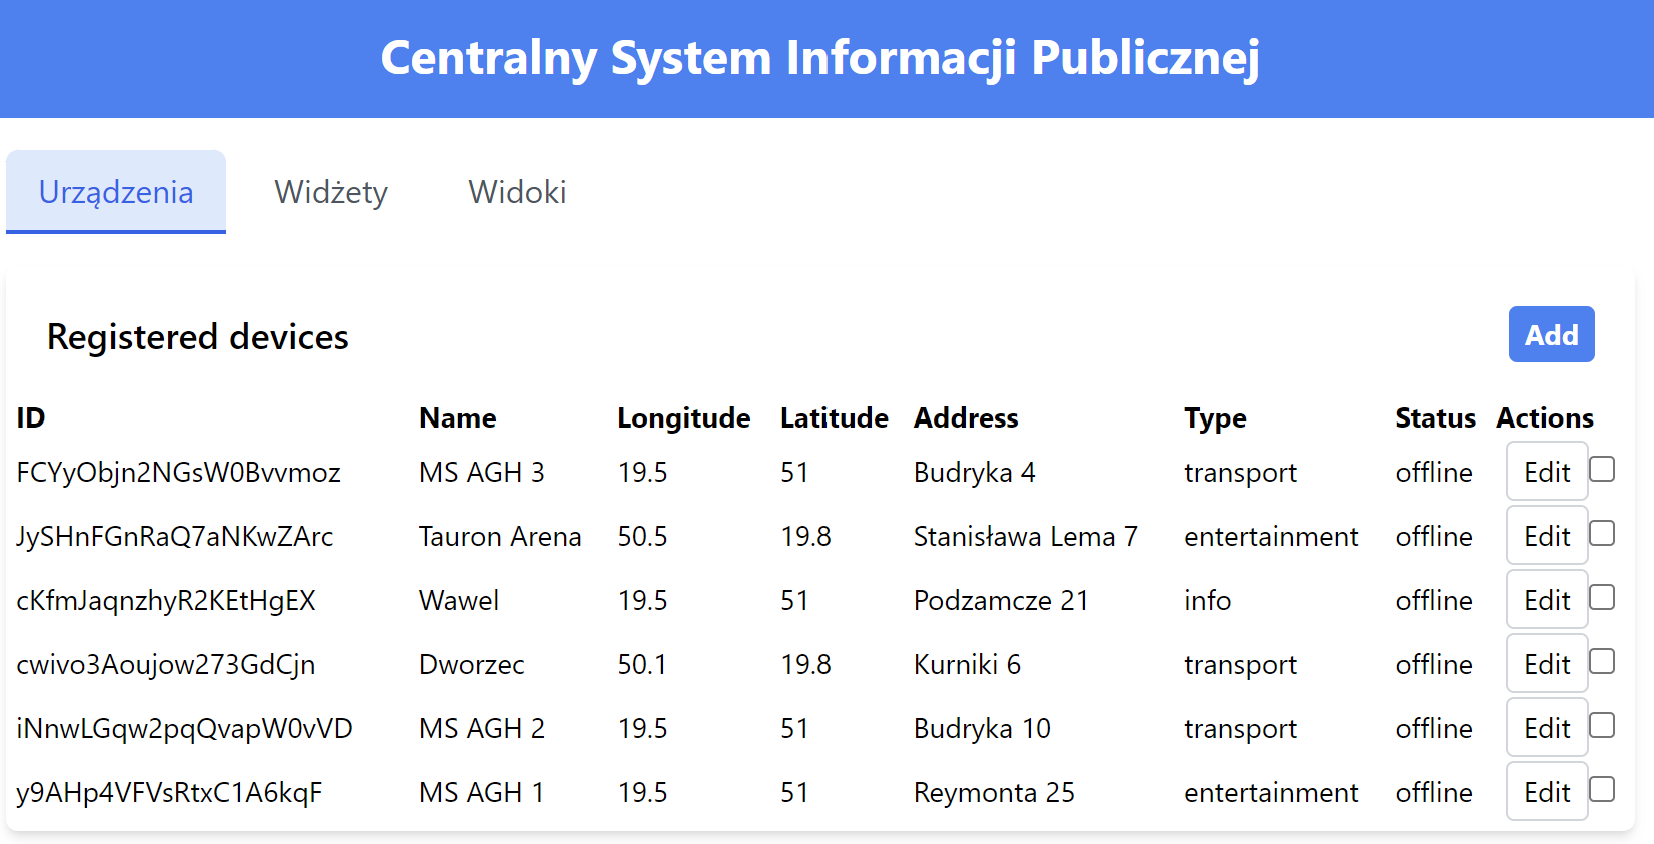 Centralny System Informacji Publicznej
Urządzenia Widżety Widoki
Registered devices Add
ID Name Longitude Latitude Address Type Status Actions
FCYyObjn2NGsW0Bvvmoz MS AGH 3 19.5 51 Budryka 4 transport offline Edit
JySHnFGnRaQ7aNKwZArc Tauron Arena 50.5 19.8 Stanisława Lema 7 entertainment offline Edit
cKfmJaqnzhyR2KEtHgEX Wawel 19.5 51 Podzamcze 21 info offline Edit
cwivo3Aoujow273GdCjn Dworzec 50.1 19.8 Kurniki 6 transport offline Edit
iNnwLGqw2pqQvapW0vVD MS AGH 2 19.5 51 Budryka 10 transport offline Edit
y9AHp4VFVsRtxC1A6kqF MS AGH 1 19.5 51 Reymonta 25 entertainment offline Edit